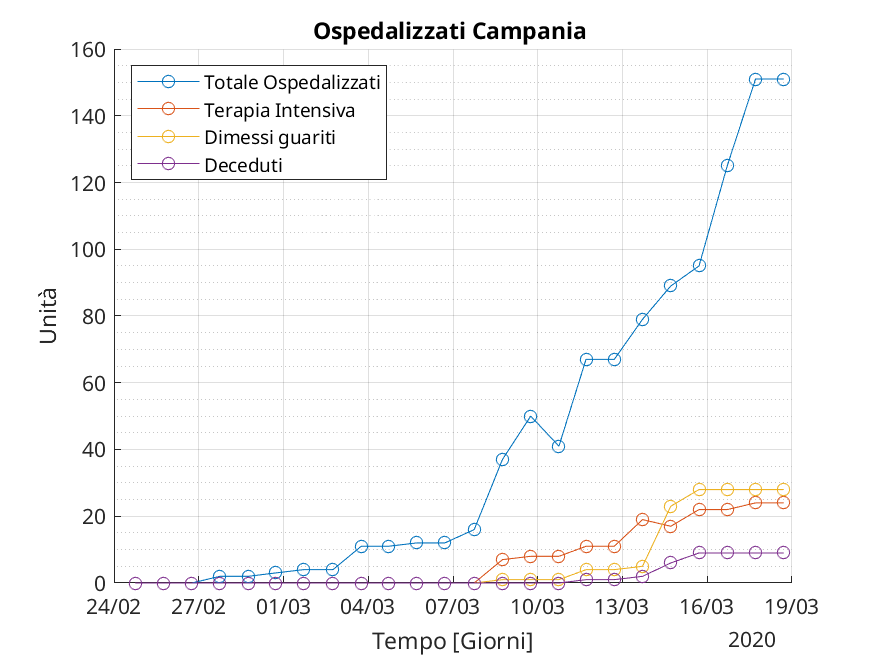 Ospedalizzati Campania
160
140
120
100
80
60
40
20
0
Unità
Totale Ospedalizzati
Terapia Intensiva
Dimessi guariti
Deceduti
24/02 27/02 01/03 04/03 07/03 10/03 13/03 16/03 19/03
Tempo [Giorni]
2020